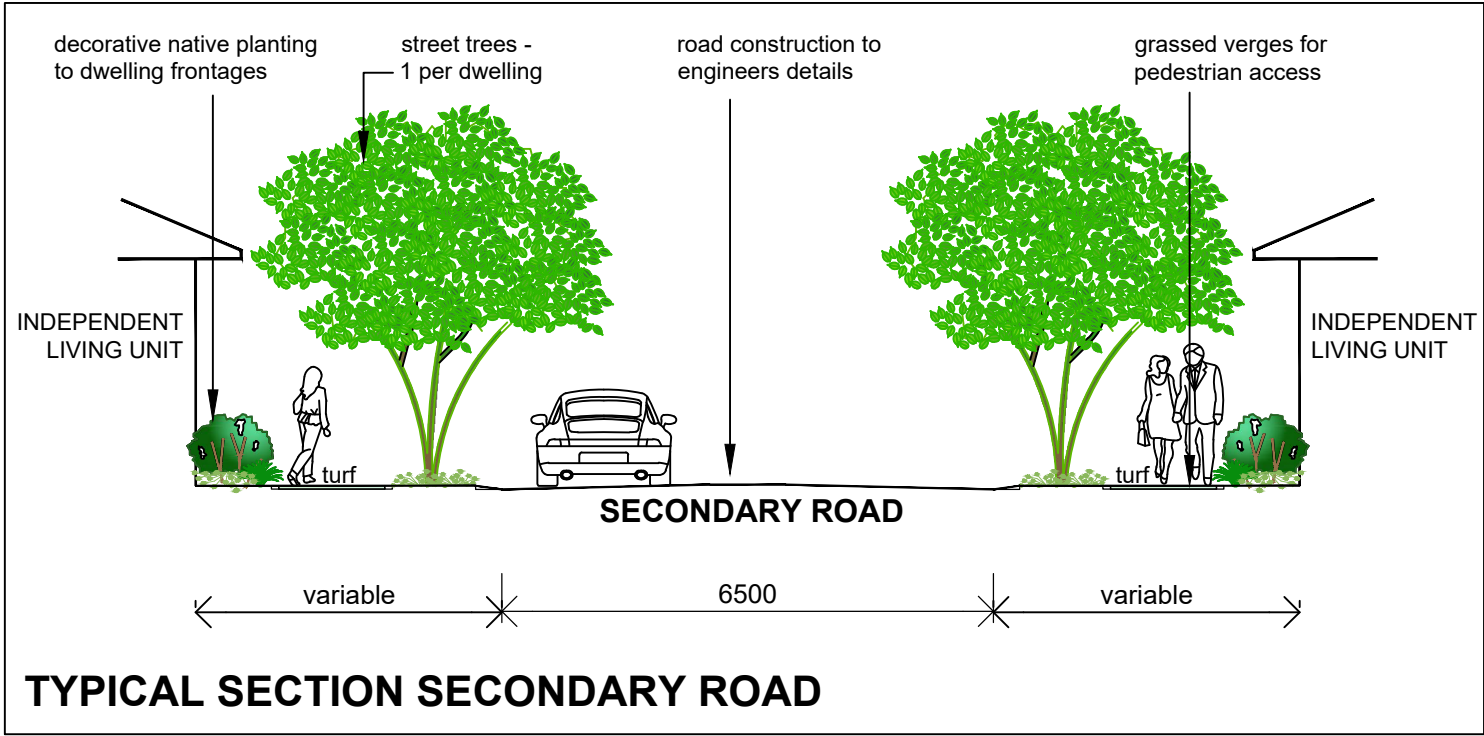 decorative native planting
to dwelling frontages
street trees -
1 per dwelling
road construction to
engineers details
grassed verges for
pedestrian access
INDEPENDENT
LIVING UNIT
INDEPENDENT
LIVING UNIT
turf
turf
SECONDARY ROAD
variable
6500
variable
TYPICAL SECTION SECONDARY ROAD